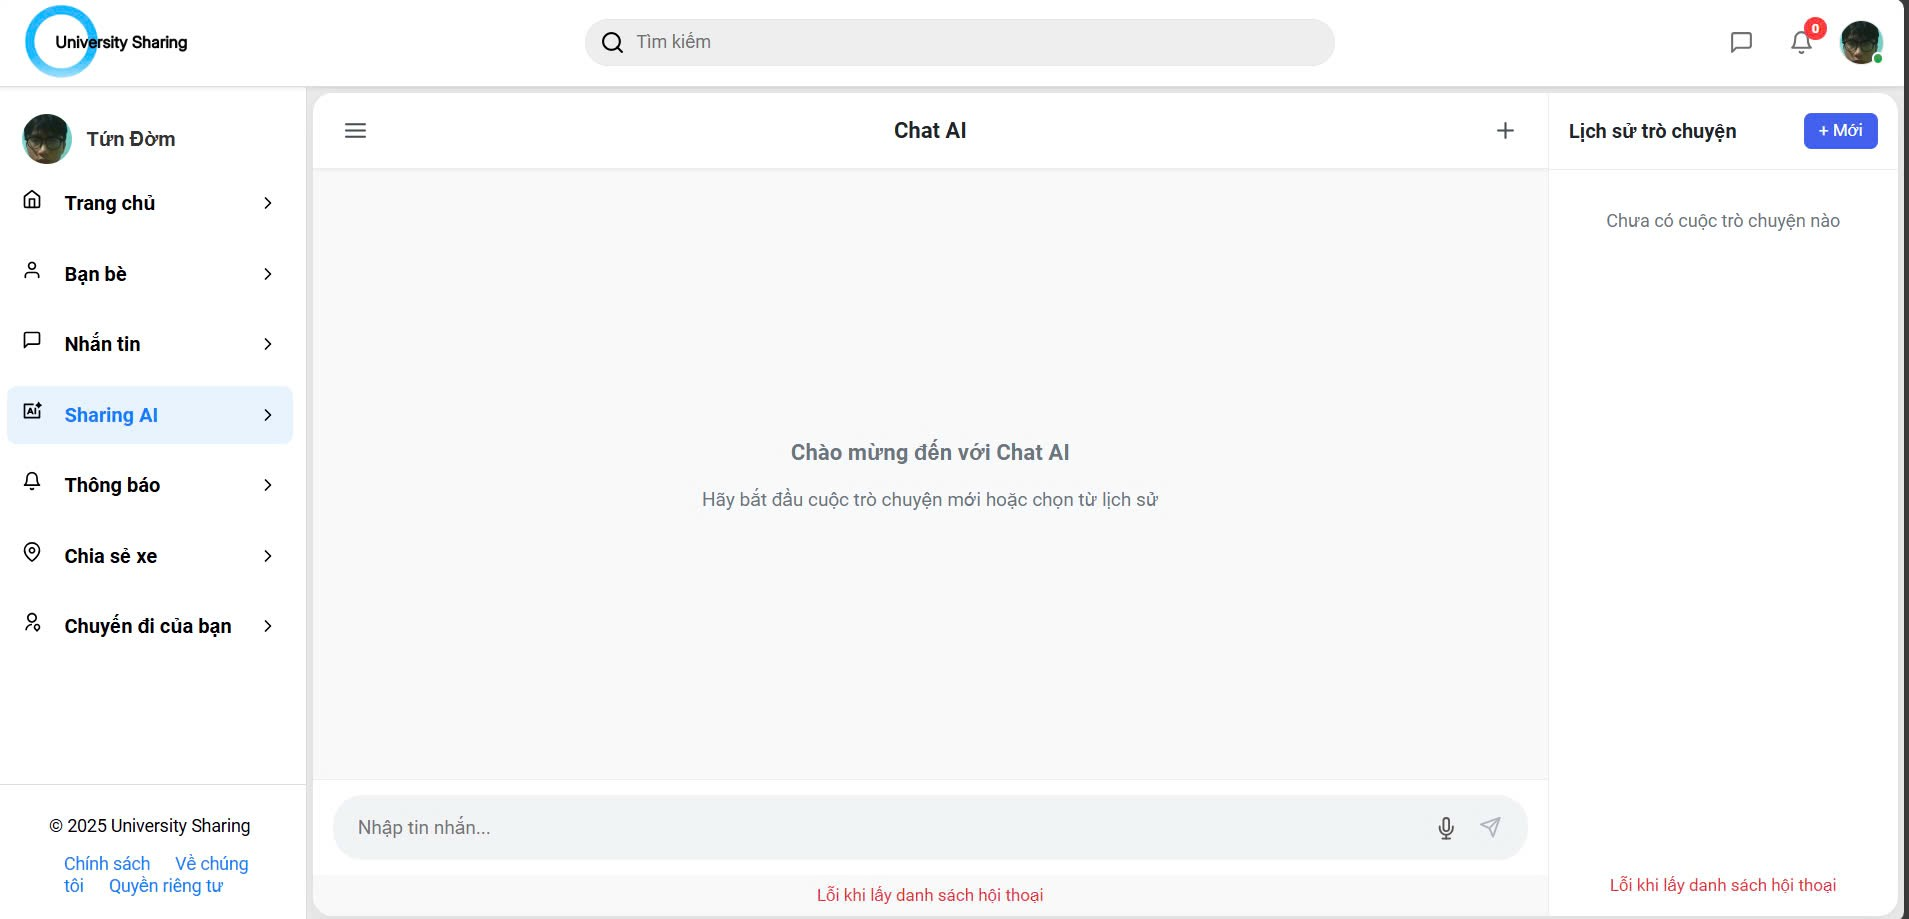 University Sharing
Tìm kiếm
0
Tứn Đờm
Trang chủ
Bạn bè
Nhắn tin
AI
Sharing AI
Thông báo
Chia sẻ xe
Chuyến đi của bạn
© 2025 University Sharing
Chính sách Về chúng
tôi Quyền riêng tư
Chat AI
Chào mừng đến với Chat AI
Hãy bắt đầu cuộc trò chuyện mới hoặc chọn từ lịch sử
Nhập tin nhắn...
Lỗi khi lấy danh sách hội thoại
Lịch sử trò chuyện
+ Mới
Chưa có cuộc trò chuyện nào
Lỗi khi lấy danh sách hội thoại